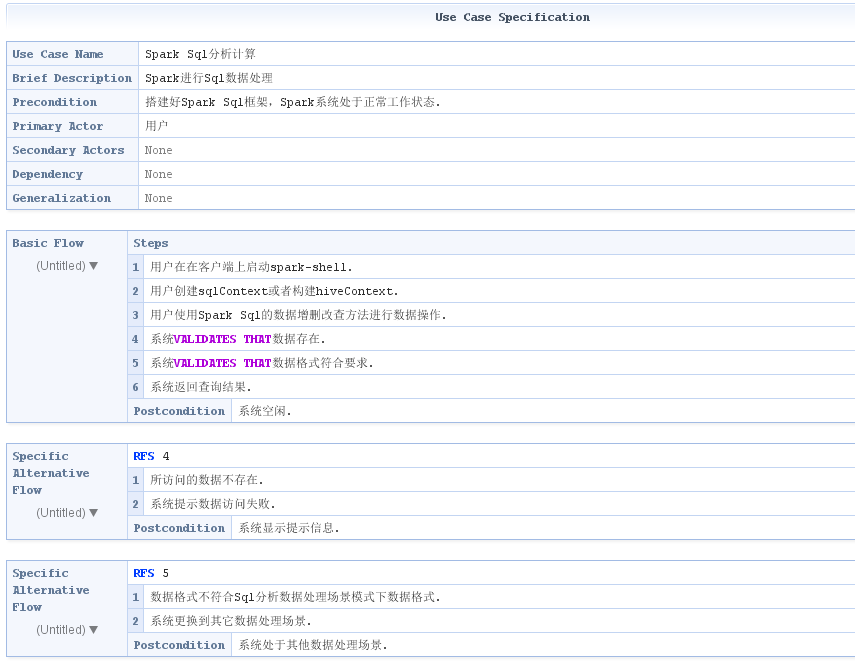 Use Case Specification
Use Case Name Spark Sql分析计算
Brief Description Spark进行Sql数据处理
Precondition 搭建好Spark Sql框架，Spark系统处于正常工作状态.
Primary Actor 用户
Secondary Actors None
Dependency None
Generalization None
Basic Flow Steps
(Untitled) ▼
1 用户在在客户端上启动spark-shell.
2 用户创建sqlContext或者构建hiveContext.
3 用户使用Spark Sql的数据增删改查方法进行数据操作.
4 系统VALIDATES THAT数据存在.
5 系统VALIDATES THAT数据格式符合要求.
6 系统返回查询结果.
Postcondition 系统空闲.
Specific
Alternative
Flow
(Untitled) ▼
RFS 4
1 所访问的数据不存在.
2 系统提示数据访问失败.
Postcondition 系统显示提示信息.
Specific
Alternative
Flow
(Untitled) ▼
RFS 5
1 数据格式不符合Sql分析数据处理场景模式下数据格式.
2 系统更换到其它数据处理场景.
Postcondition 系统处于其他数据处理场景.